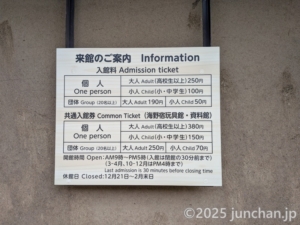 来館のご案内 Information
入館料 Admission ticket
個人 One person 大人 Adult(高校生以上)250円
小人 Child(小・中学生)100円
団体 Group (20名以上) 大人 Adult 190円 小人 Child 50円
共通入館券 Common Ticket (海野宿玩具館・資料館)
個人 One person 大人 Adult(高校生以上)380円
小人 Child(小・中学生)150円
団体 Group (20名以上) 大人 Adult 250円 小人 Child 70円
開館時間 Open:AM9時〜PM5時(入館は閉館の30分前まで)
(3-4月、10-12月はPM4時まで)
Last admission is 30 minutes before closing time
休館日 Closed:12月21日〜2月末日
©2025 junchan.jp